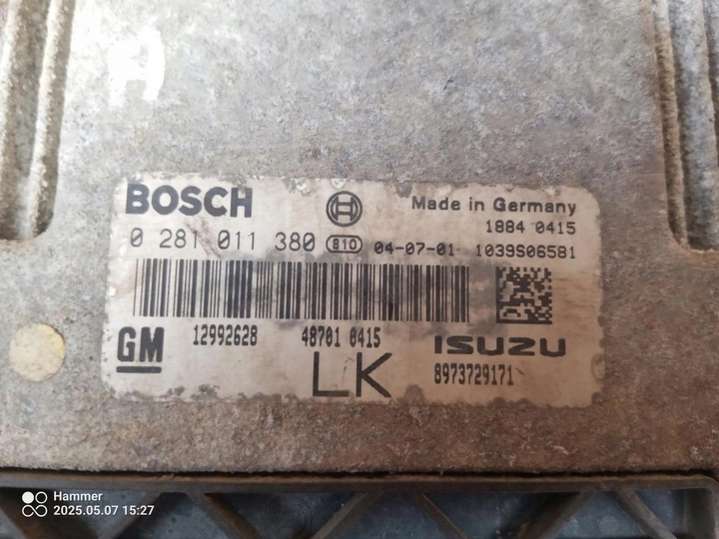 H
BOSCH
Made in Germany
1884 0415
0 281 011 380 B10 04-07-01 1039S06581
GM 12992628 48701 0415 ISUZU
LK 8973729171
Hammer
2025.05.07 15:27